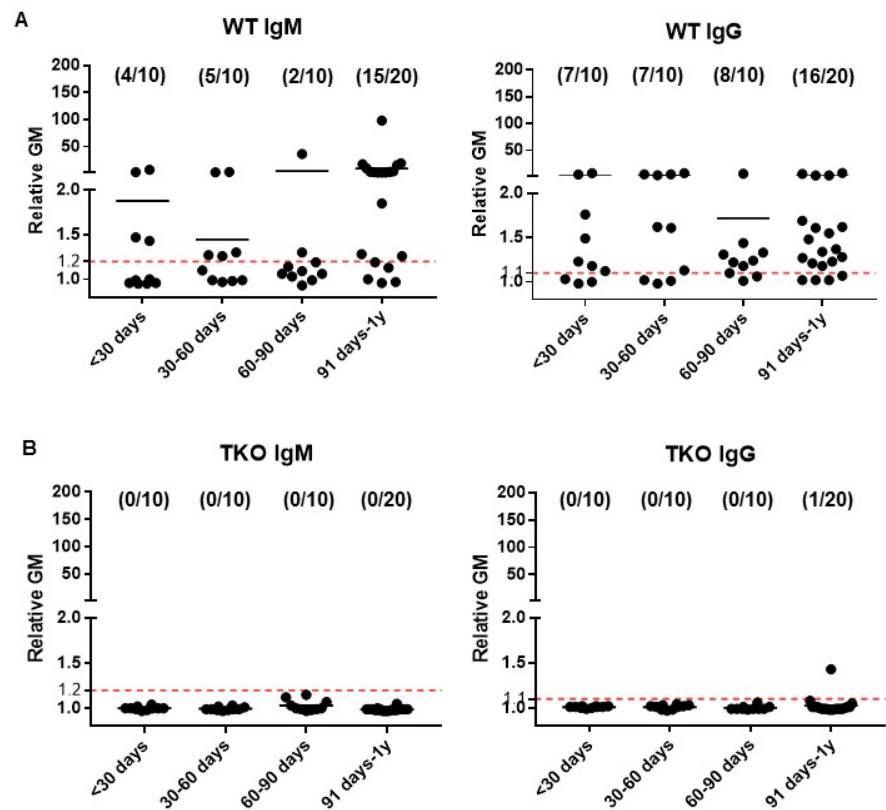 A
WT IgM
WT IgG
(4/10) (5/10) (2/10) (15/20)
(7/10) (7/10) (8/10) (16/20)
Relative GM
200
150
100
50
2.0
1.5
1.2
1.0
<30 days
30-60 days
60-90 days
91 days-1y
Relative GM
200
150
100
50
2.0
1.5
1.1
1.0
<30 days
30-60 days
60-90 days
91 days-1y
B
TKO IgM
TKO IgG
(0/10) (0/10) (0/10) (0/20)
(0/10) (0/10) (0/10) (1/20)
Relative GM
200
150
100
50
2.0
1.5
1.2
1.0
<30 days
30-60 days
60-90 days
91 days-1y
Relative GM
200
150
100
50
2.0
1.5
1.1
1.0
<30 days
30-60 days
60-90 days
91 days-1y